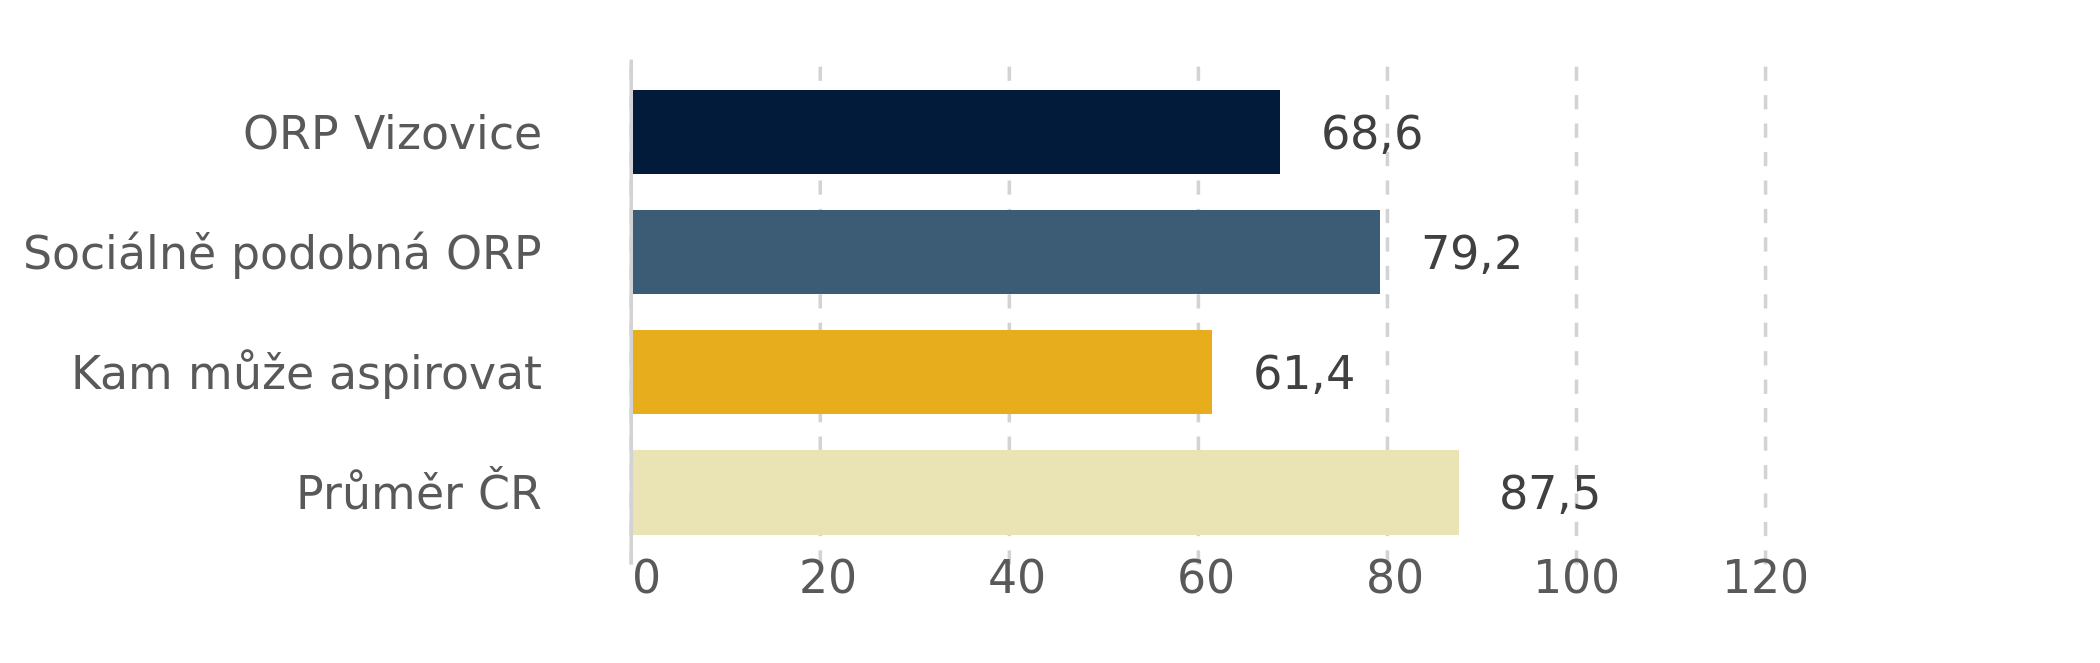 ORP Vizovice 68,6
Sociálně podobná ORP 79,2
Kam může aspirovat 61,4
Průměr ČR 87,5
0 20 40 60 80 100 120